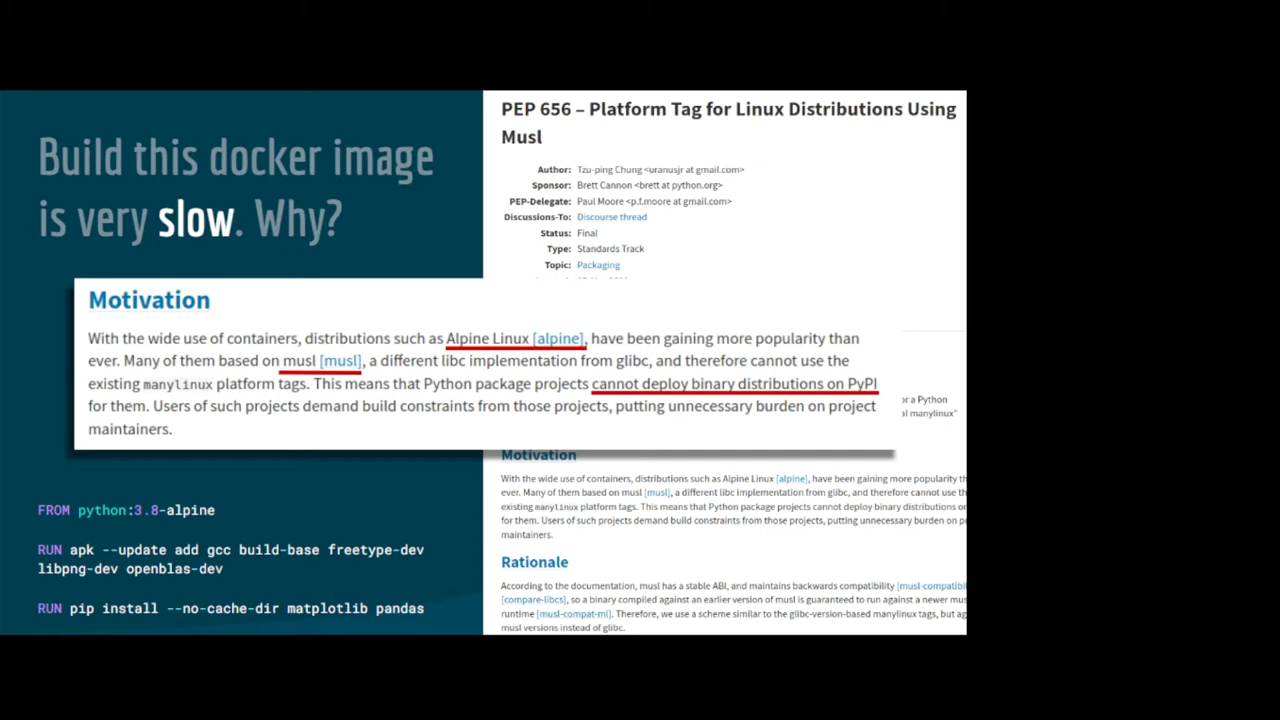 Build this docker image
is very slow. Why?
PEP 656 – Platform Tag for Linux Distributions Using
Musl
Author: Tzu-ping Chung <uranusjr at gmail.com>
Sponsor: Brett Cannon <brett at python.org>
PEP-Delegate: Paul Moore <p.f.moore at gmail.com>
Discussions-To: Discourse thread
Status: Final
Type: Standards Track
Topic: Packaging
Motivation
With the wide use of containers, distributions such as Alpine Linux [alpine], have been gaining more popularity than
ever. Many of them based on musl [musl], a different libc implementation from glibc, and therefore cannot use the
existing manylinux platform tags. This means that Python package projects cannot deploy binary distributions on PyPI
for them. Users of such projects demand build constraints from those projects, putting unnecessary burden on project
maintainers.
or a Python
al manylinux”
Motivation
With the wide use of containers, distributions such as Alpine Linux [alpine], have been gaining more popularity th
ever. Many of them based on musl [musl], a different libc implementation from glibc, and therefore cannot use th
existing manylinux platform tags. This means that Python package projects cannot deploy binary distributions or
for them. Users of such projects demand build constraints from those projects, putting unnecessary burden on pr
maintainers.
Rationale
According to the documentation, musl has a stable ABI, and maintains backwards compatibility [musl-compatibil
[compare-libcs], so a binary compiled against an earlier version of musl is guaranteed to run against a newer mus
runtime [musl-compat-ml]. Therefore, we use a scheme similar to the glibc-version-based manylinux tags, but ag
musl versions instead of glibc.
FROM python:3.8-alpine
RUN apk --update add gcc build-base freetype-dev
libpng-dev openblas-dev
RUN pip install --no-cache-dir matplotlib pandas